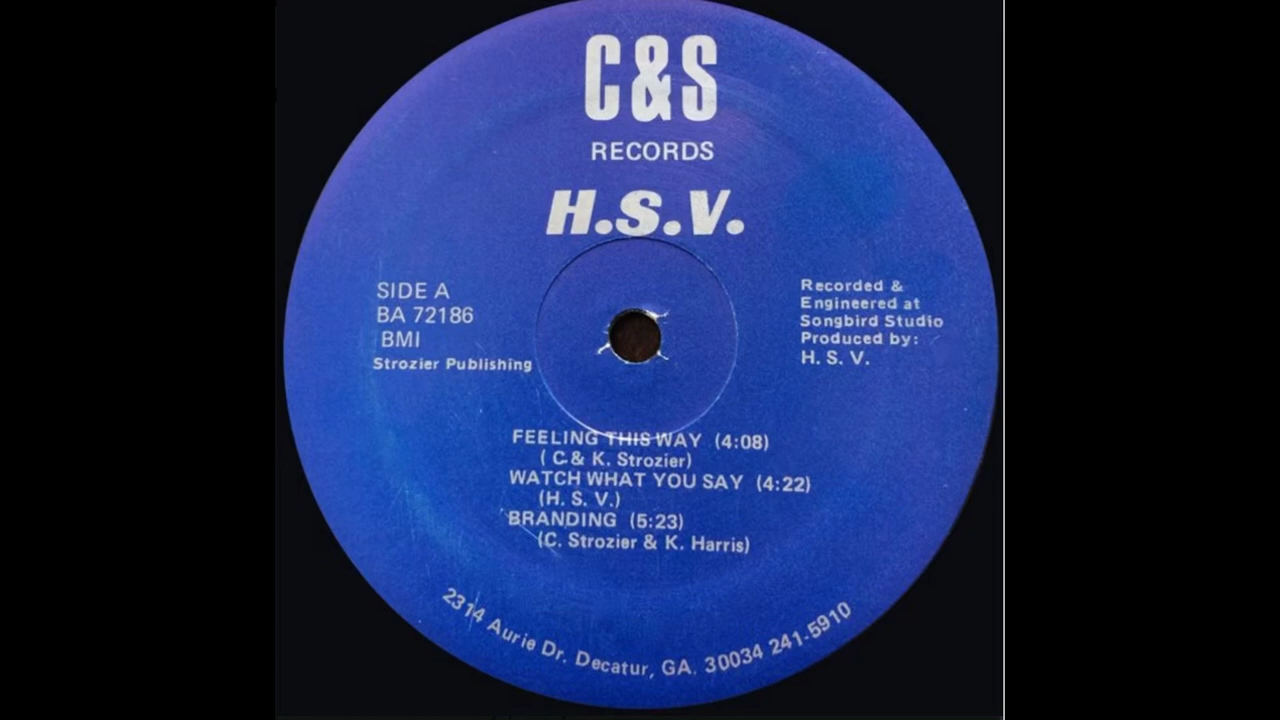 C&S
RECORDS
H.S.V.
SIDE A
BA 72186
BMI
Strozier Publishing
Recorded &
Engineered at
Songbird Studio
Produced by:
H. S. V.
FEELING THIS WAY (4:08)
( C.& K. Strozier)
WATCH WHAT YOU SAY (4:22)
(H. S. V.)
BRANDING (5:23)
(C. Strozier & K. Harris)
2314 Aurie Dr. Decatur, GA. 30034 241-5910